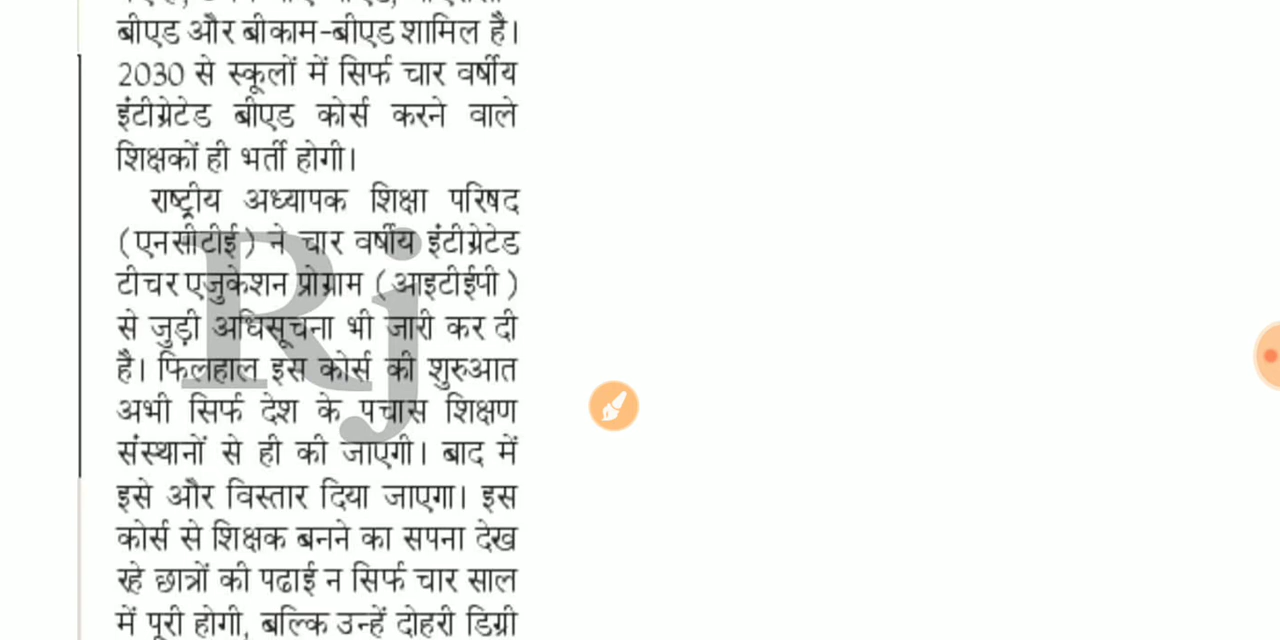 बीएड और बीकाम-बीएड शामिल है।
2030 से स्कूलों में सिर्फ चार वर्षीय
इंटीग्रेटेड बीएड कोर्स करने वाले
शिक्षकों ही भर्ती होगी।
राष्ट्रीय अध्यापक शिक्षा परिषद
(एनसीटीई) ने चार वर्षीय इंटीग्रेटेड
टीचर एजुकेशन प्रोग्राम (आइटीईपी)
से जुड़ी अधिसूचना भी जारी कर दी
है। फिलहाल इस कोर्स की शुरुआत
अभी सिर्फ देश के पचास शिक्षण
संस्थानों से ही की जाएगी। बाद में
इसे और विस्तार दिया जाएगा। इस
कोर्स से शिक्षक बनने का सपना देख
रहे छात्रों की पढाई न सिर्फ चार साल
में पूरी होगी, बल्कि उन्हें दोहरी डिग्री
Rj